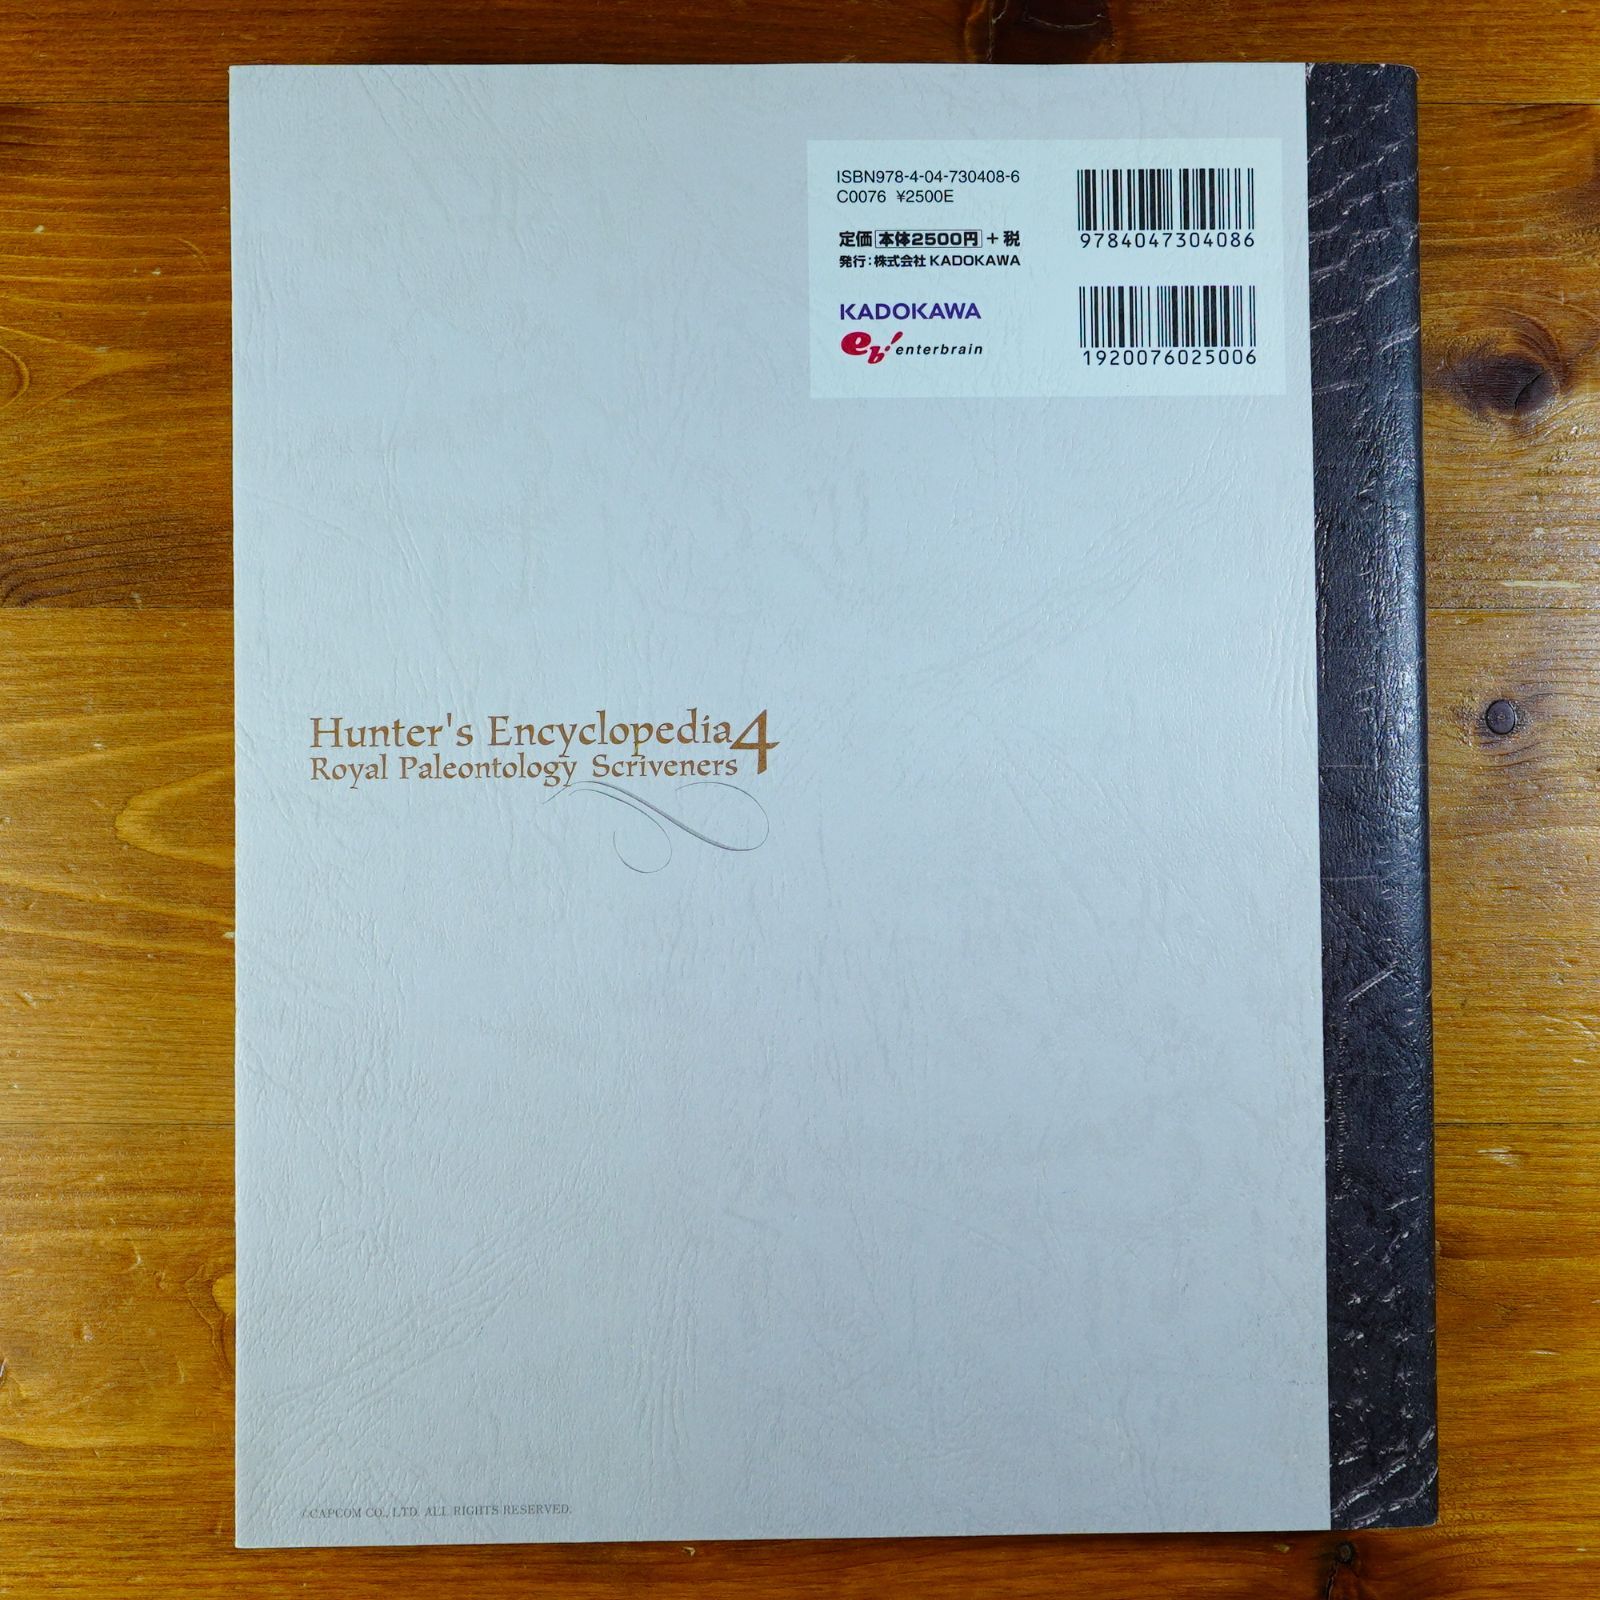 ISBN978-4-04-730408-6
C0076 ¥2500E
定価 本体2500円 + 税
発行:株式会社 KADOKAWA
KADOKAWA
eb! enterbrain
9784047304086
1920076025006
Hunter's Encyclopedia 4
Royal Paleontology Scriveners
©CAPCOM CO., LTD. ALL RIGHTS RESERVED.